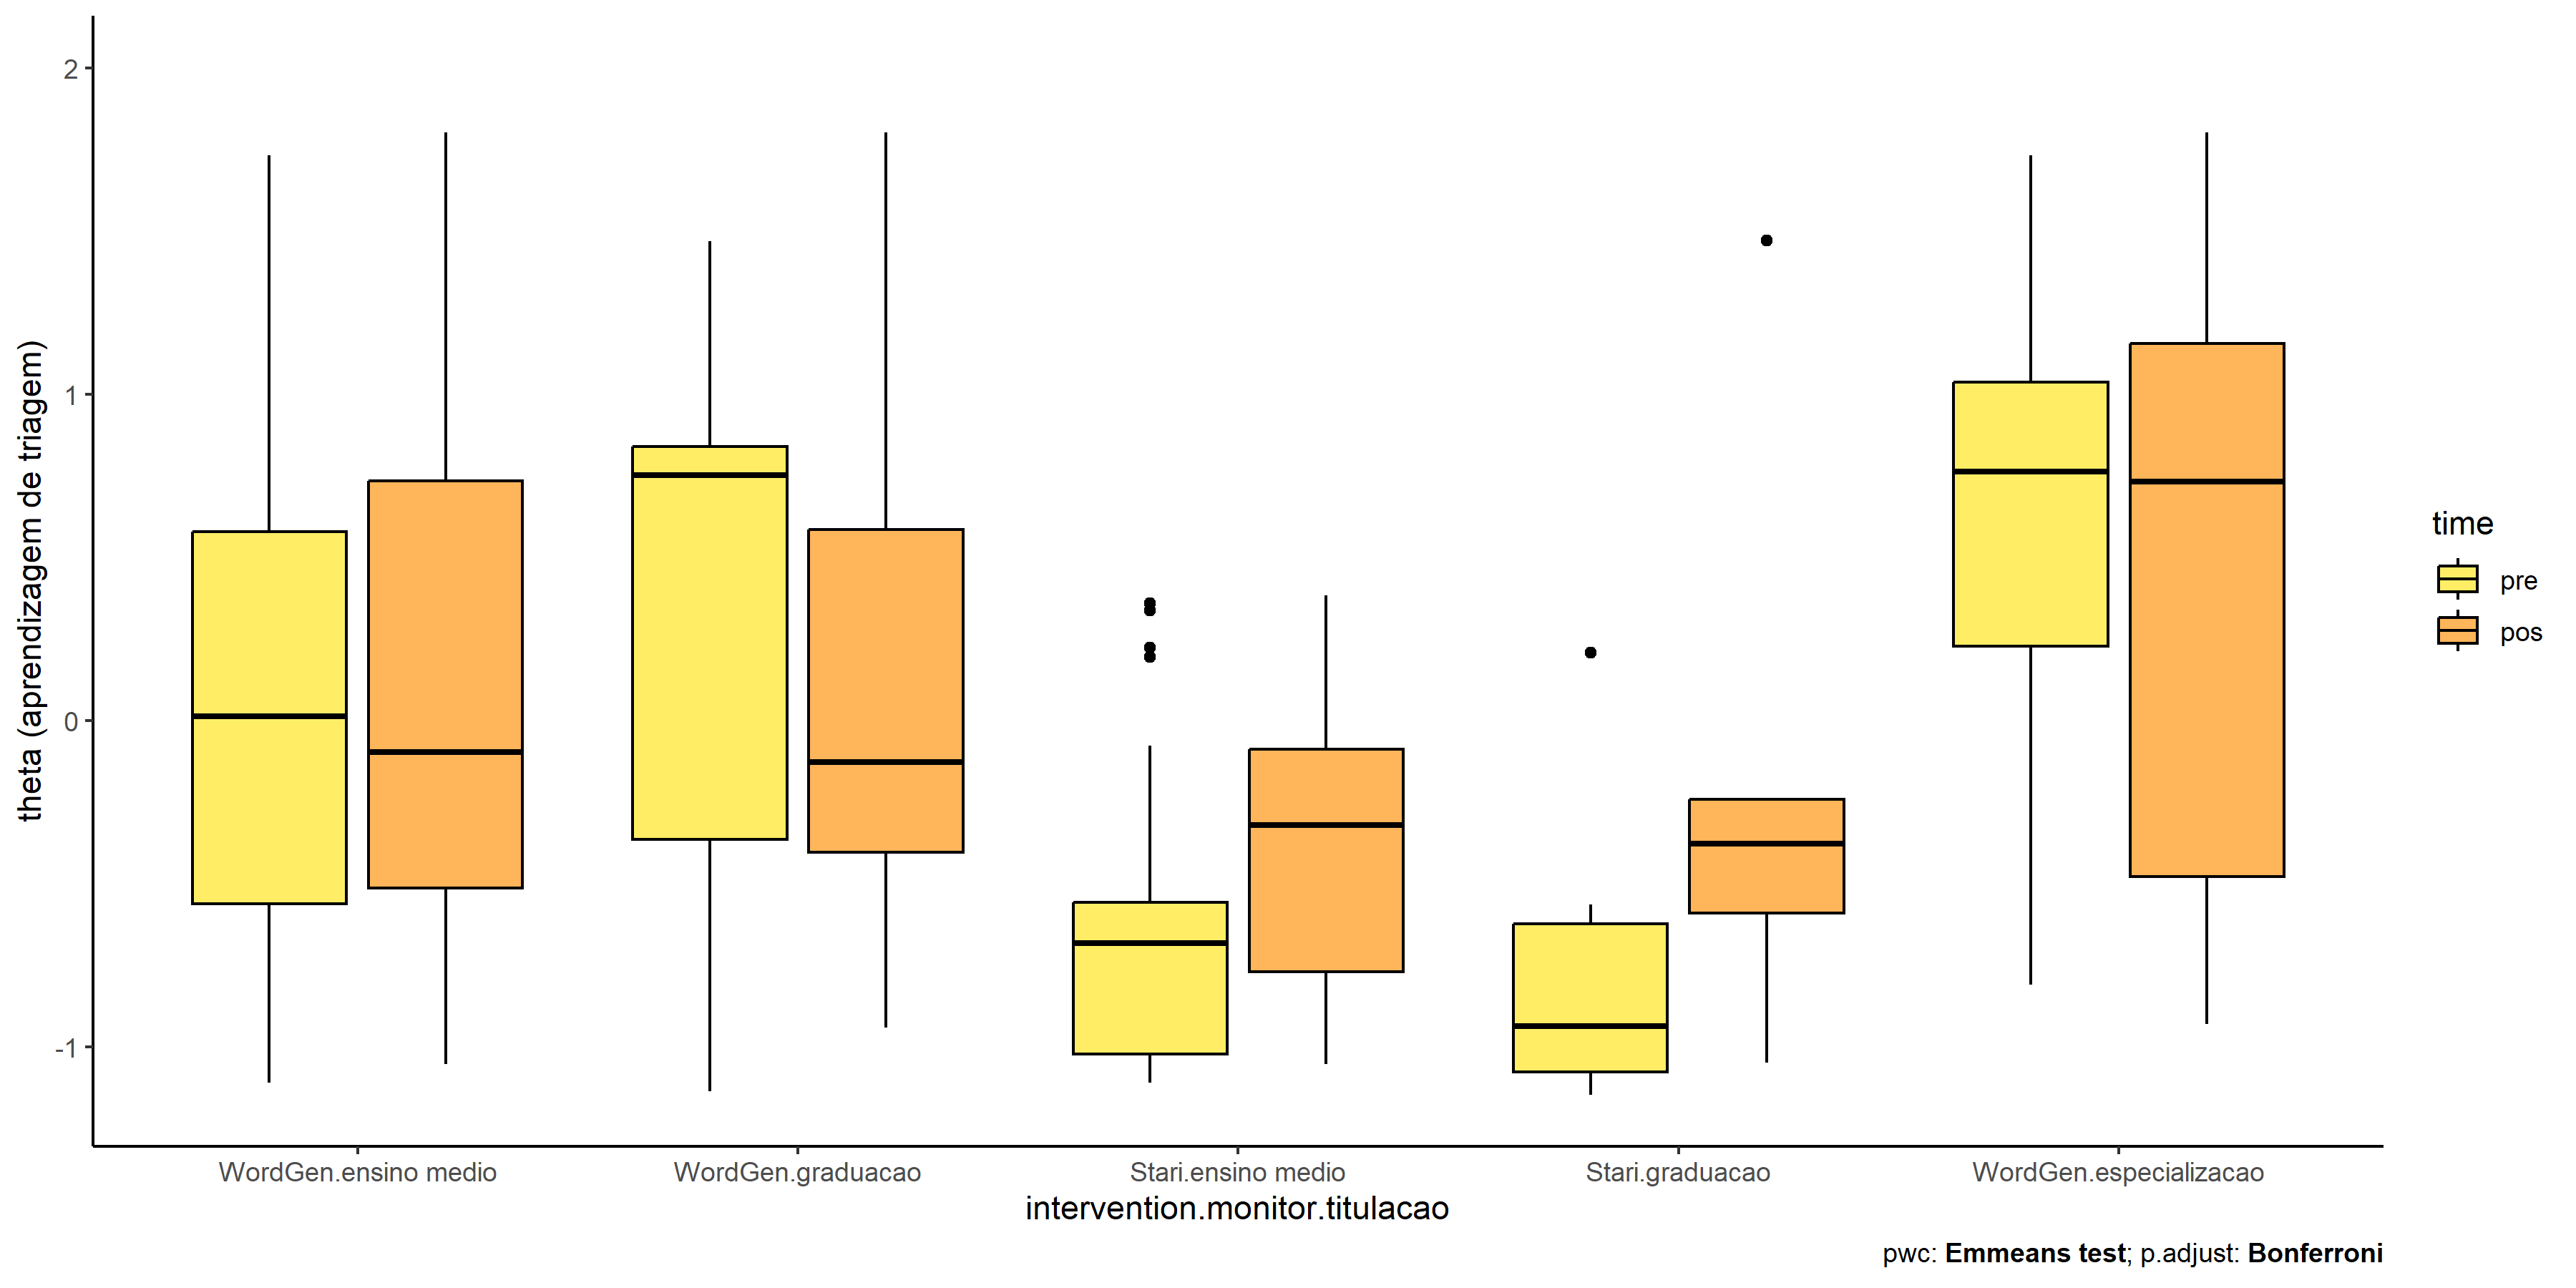 theta (aprendizagem de triagem)
2
1
0
-1
WordGen.ensino medio
WordGen.graduacao
Stari.ensino medio
Stari.graduacao
WordGen.especializacao
intervention.monitor.titulacao
time
pre
pos
pwc: Emmeans test; p.adjust: Bonferroni